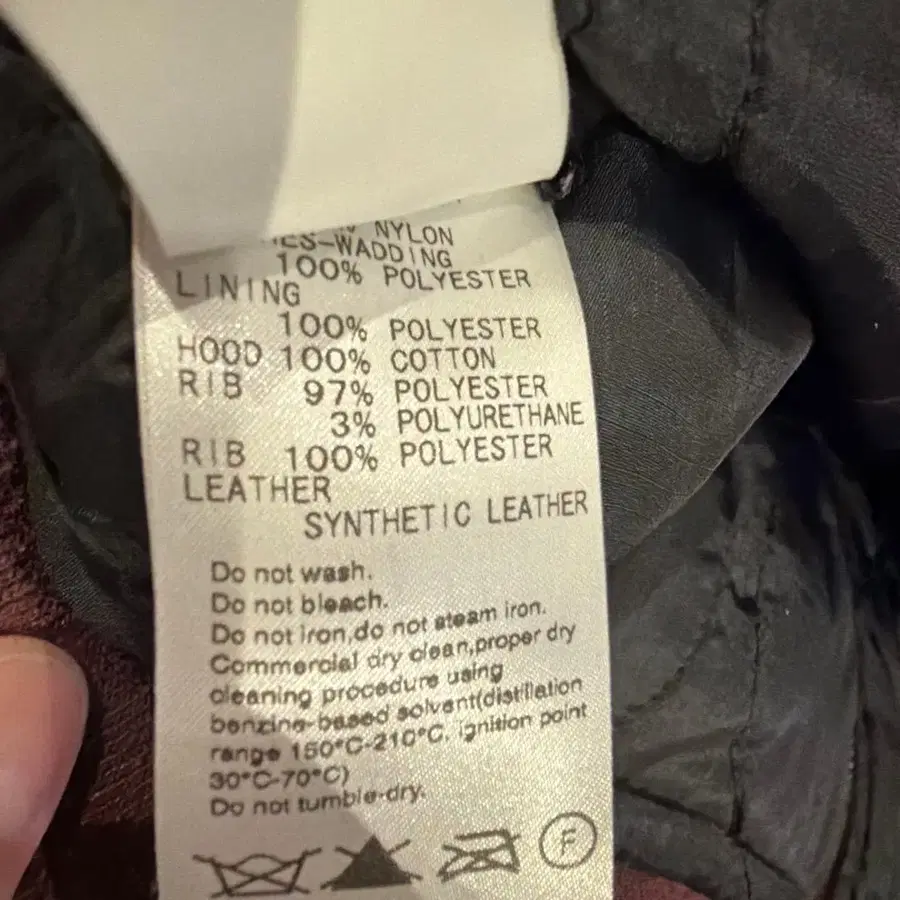 NYLON
-WADDING
100% POLYESTER
LINING
100% POLYESTER
HOOD 100% COTTON
RIB 97% POLYESTER
3% POLYURETHANE
RIB 100% POLYESTER
LEATHER
SYNTHETIC LEATHER
Do not wash.
Do not bleach.
Do not iron,do not steam iron.
Commercial dry clean,proper dry
cleaning procedure using
benzine-based solvent(distillation
range 150°C-210°C. ignition point
30°C-70°C)
Do not tumble-dry.
F